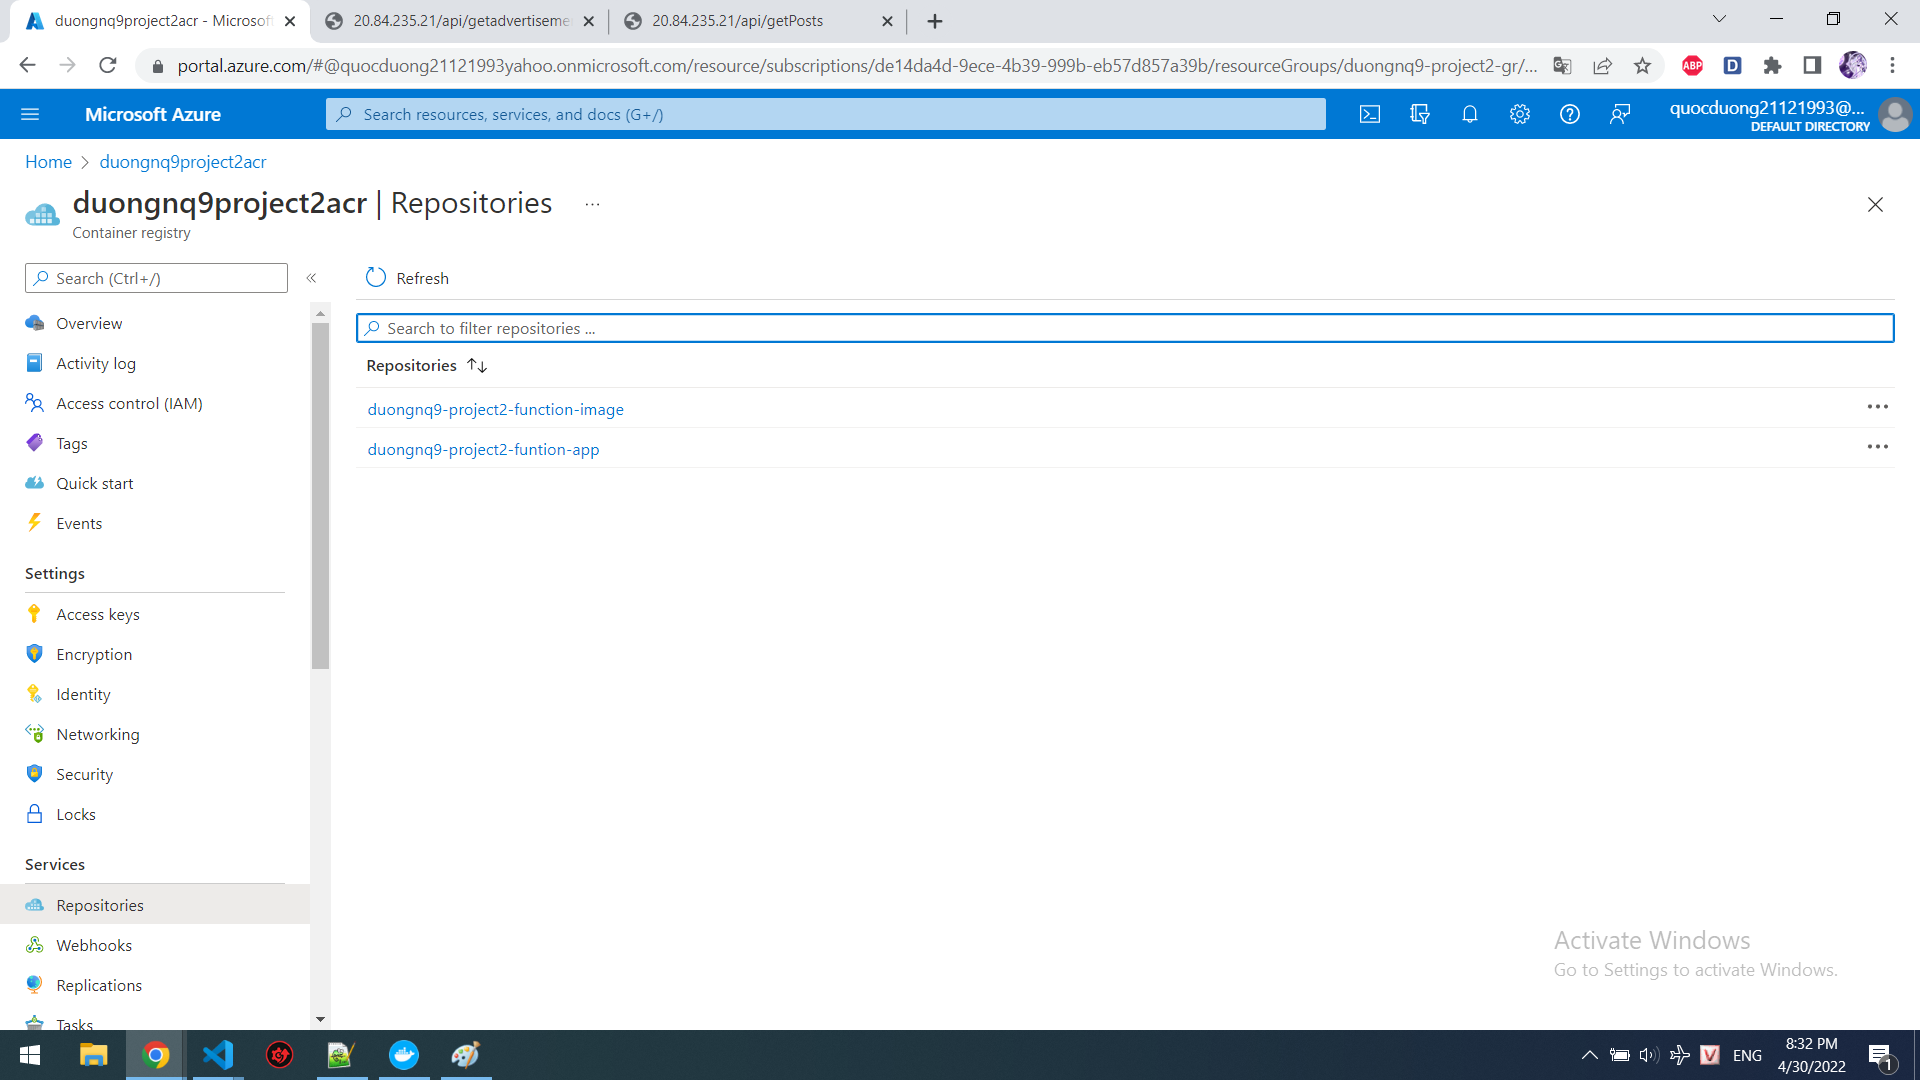 duongnq9project2acr - Microsof
20.84.235.21/api/getadvertiseme
20.84.235.21/api/getPosts
portal.azure.com/#@quocduong21121993yahoo.onmicrosoft.com/resource/subscriptions/de14da4d-9ece-4b39-999b-eb57d857a39b/resourceGroups/duongnq9-project2-gr/...
ABP
D
Microsoft Azure
Search resources, services, and docs (G+/)
quocduong21121993@...
DEFAULT DIRECTORY
Home > duongnq9project2acr
duongnq9project2acr | Repositories ...
Container registry
Search (Ctrl+/)
«
Refresh
Search to filter repositories ...
Repositories
duongnq9-project2-function-image
duongnq9-project2-funtion-app
Overview
Activity log
Access control (IAM)
Tags
Quick start
Events
Settings
Access keys
Encryption
Identity
Networking
Security
Locks
Services
Repositories
Webhooks
Replications
Tasks
Activate Windows
Go to Settings to activate Windows.
V
ENG
8:32 PM
4/30/2022
1